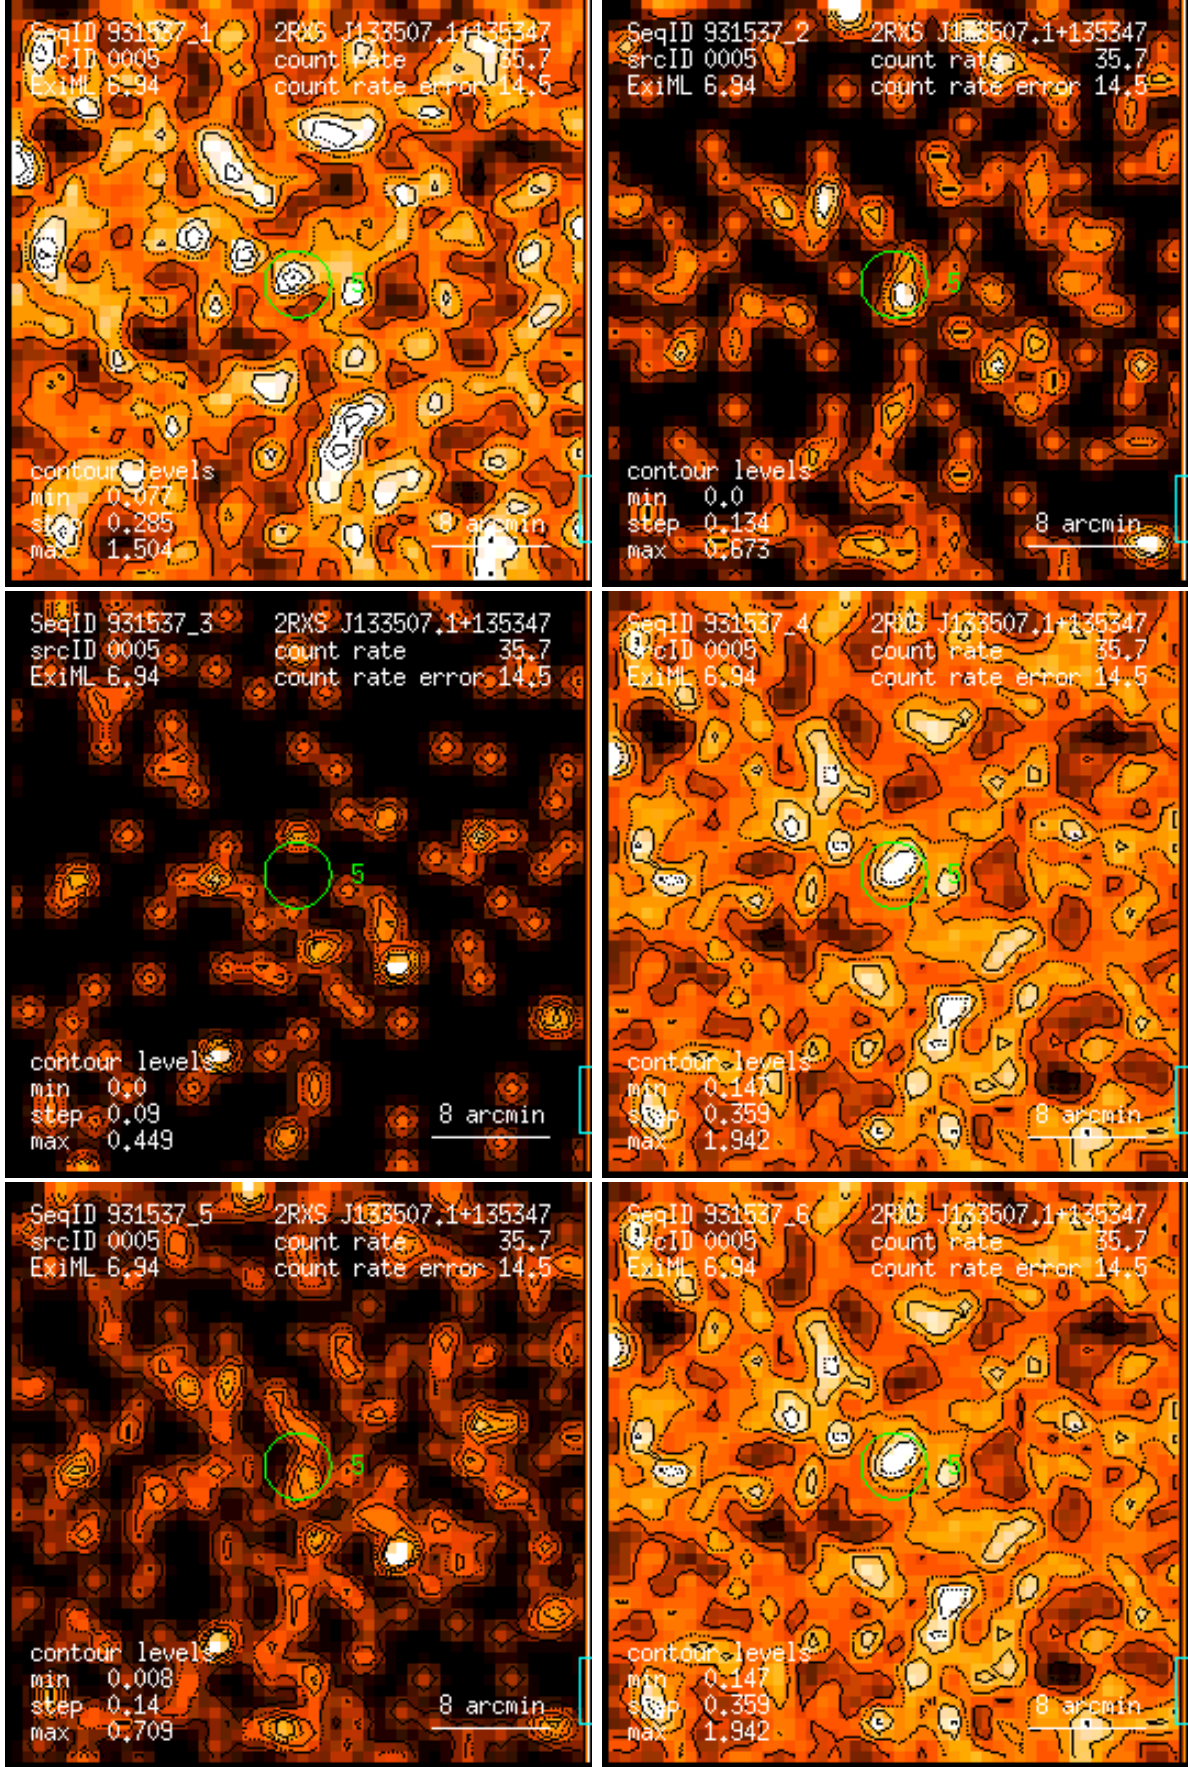 SeqID 931537_1 2RXS J133507.1+135347
srcID 0005 count rate 35.7
ExiML 6.94 count rate error 14.5
5
contour levels
min 0.077
step 0.285
max 1.504
8 arcmin
SeqID 931537_2 2RXS J133507.1+135347
srcID 0005 count rate 35.7
ExiML 6.94 count rate error 14.5
5
contour levels
min 0.0
step 0.134
max 0.673
8 arcmin
SeqID 931537_3 2RXS J133507.1+135347
srcID 0005 count rate 35.7
ExiML 6.94 count rate error 14.5
5
contour levels
min 0.0
step 0.09
max 0.449
8 arcmin
SeqID 931537_4 2RXS J133507.1+135347
srcID 0005 count rate 35.7
ExiML 6.94 count rate error 14.5
5
contour levels
min 0.147
step 0.359
max 1.942
8 arcmin
SeqID 931537_5 2RXS J133507.1+135347
srcID 0005 count rate 35.7
ExiML 6.94 count rate error 14.5
5
contour levels
min 0.008
step 0.14
max 0.709
8 arcmin
SeqID 931537_6 2RXS J133507.1+135347
srcID 0005 count rate 35.7
ExiML 6.94 count rate error 14.5
5
contour levels
min 0.147
step 0.359
max 1.942
8 arcmin